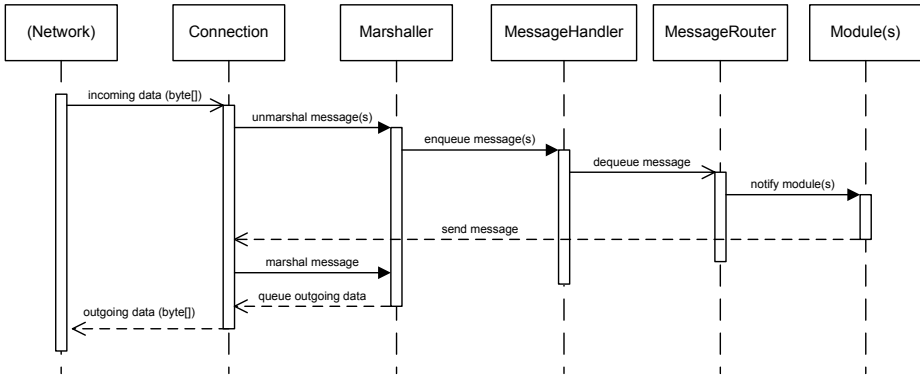 (Network)
Connection
Marshaller
MessageHandler
MessageRouter
Module(s)
incoming data (byte[])
unmarshal message(s)
enqueue message(s)
dequeue message
notify module(s)
send message
marshal message
queue outgoing data
outgoing data (byte[])